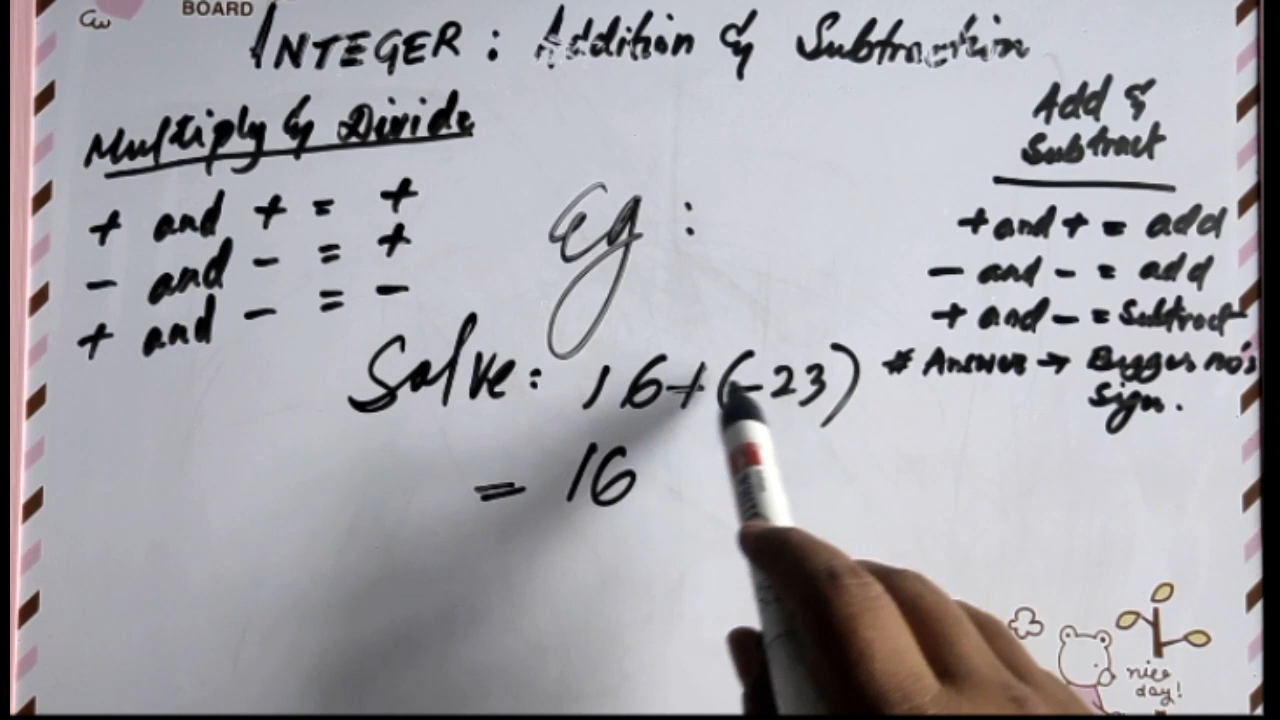 BOARD
INTEGER : Addition & Subtraction
Multiply & Divide
+ and + = +
- and - = +
+ and - = -
Add &
Subtract
+ and + = add
- and - = add
+ and - = Subtract
# Answer → Bigger no's
Sign.
Eg :
Solve : 16+(-23)
= 16
nice
day!